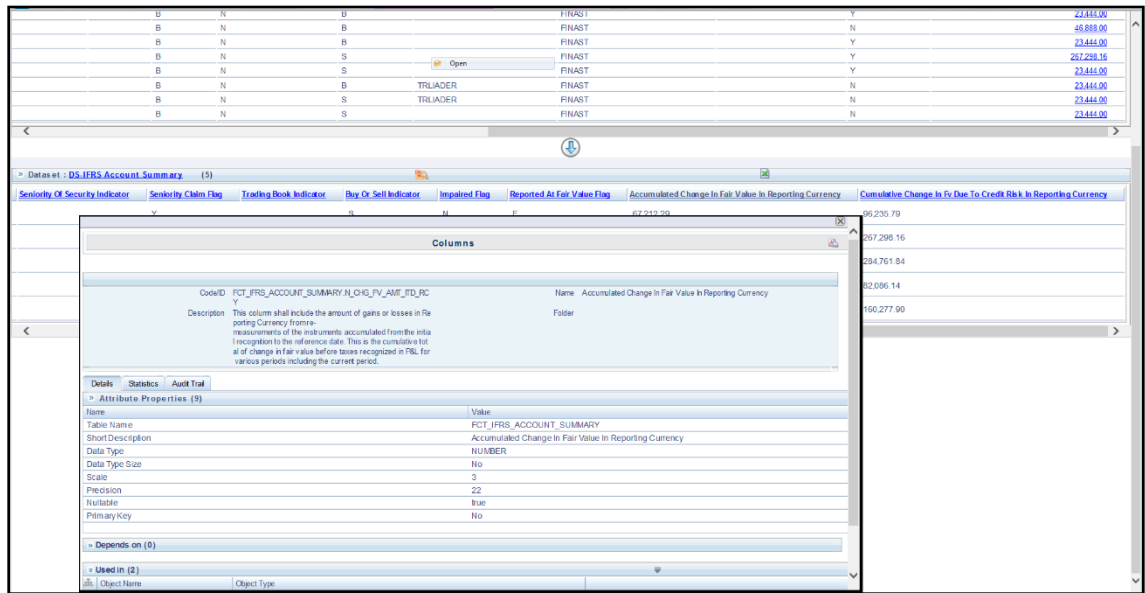 B N B FINAST Y 23,444.00
B N B FINAST N 46,888.00
B N B FINAST Y 23,444.00
B N S FINAST Y 267,298.16
Open
B N S FINAST Y 23,444.00
B N B TRLIADER FINAST N 23,444.00
B N S TRLIADER FINAST N 23,444.00
B N S FINAST N 23,444.00
» Dataset : DS-IFRS Account Summary (5)
Seniority Of Security Indicator Seniority Claim Flag Trading Book Indicator Buy Or Sell Indicator Impaired Flag Reported At Fair Value Flag Accumulated Change In Fair Value In Reporting Currency Cumulative Change In Fv Due To Credit Risk In Reporting Currency
Y S N F 67,212.29 96,235.79
267,298.16
284,761.84
82,086.14
160,277.90
Columns
Code/ID FCT_IFRS_ACCOUNT_SUMMARY.N_CHG_FV_AMT_ITD_RC
Y
Name Accumulated Change In Fair Value In Reporting Currency
Description This column shall include the amount of gains or losses in Re
porting Currency from re-
measurements of the instruments accumulated from the initia
l recognition to the reference date. This is the cumulative tot
al of change in fair value before taxes recognized in P&L for
various periods including the current period.
Folder
Details Statistics Audit Trail
» Attribute Properties (9)
Name Value
Table Name FCT_IFRS_ACCOUNT_SUMMARY
Short Description Accumulated Change In Fair Value In Reporting Currency
Data Type NUMBER
Data Type Size No
Scale 3
Precision 22
Nullable true
Primary Key No
» Depends on (0)
» Used in (2)
Object Name Object Type